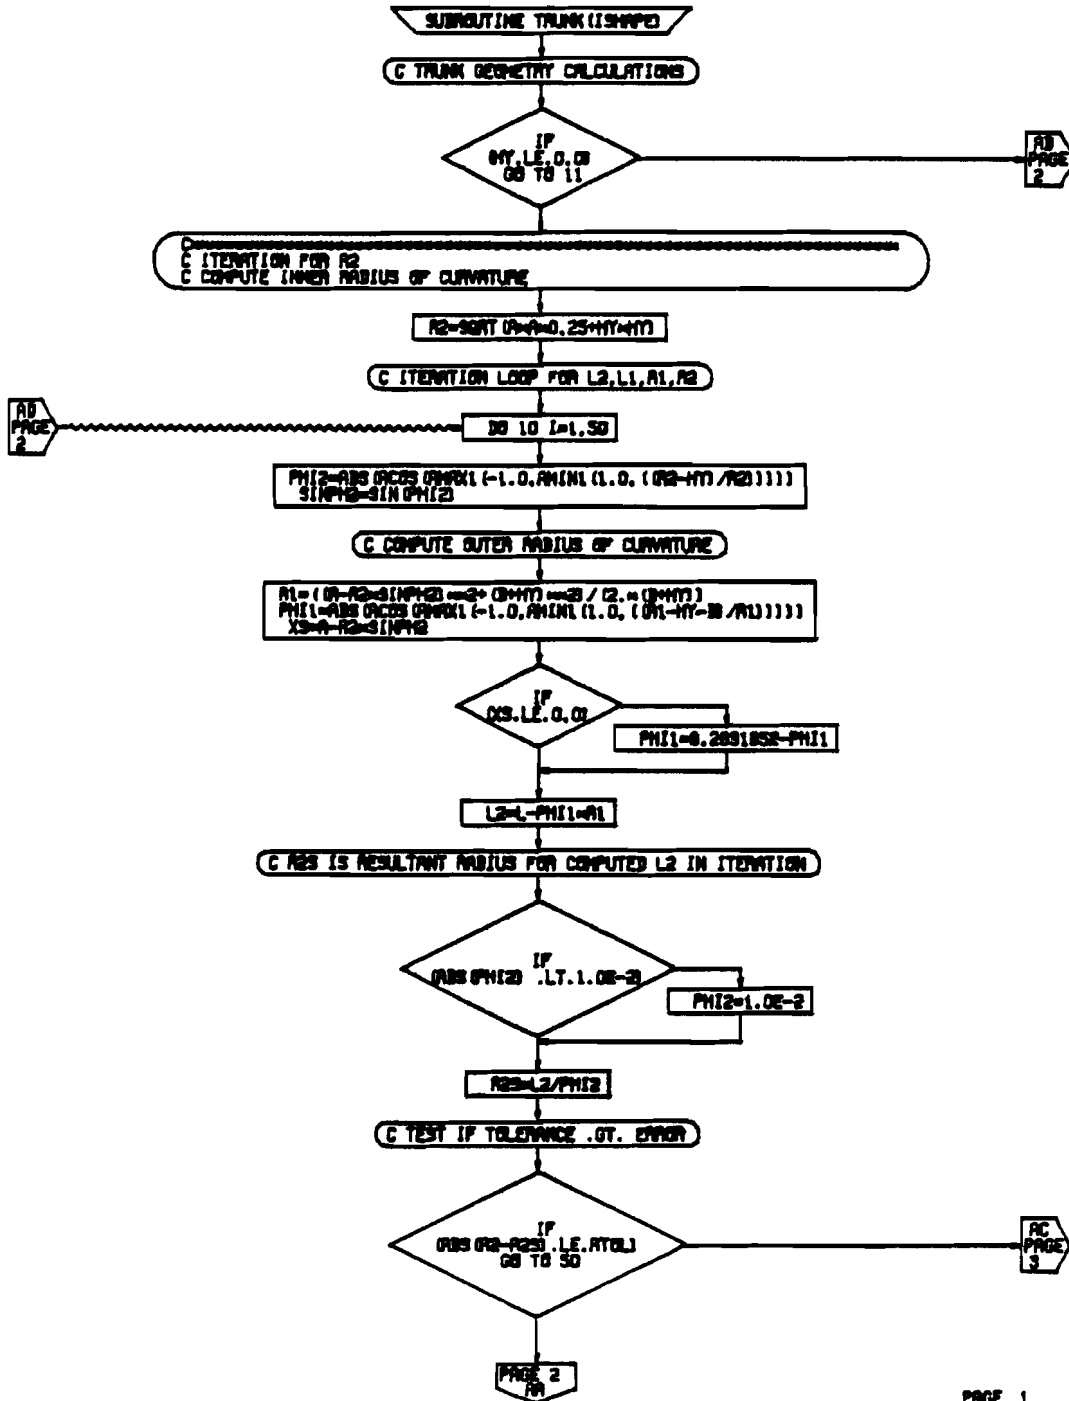 SUBROUTINE TRUNK(ISHAPE)
C TRUNK GEOMETRY CALCULATIONS
IF
(HY.LE.0.0)
GO TO 11
AD
PAGE
2
C ITERATION FOR R2
C COMPUTE INNER RADIUS OF CURVATURE
R2=SQRT(A*A*0.25+HY*HY)
C ITERATION LOOP FOR L2,L1,R1,R2
AD
PAGE
2
DO 10 I=1,50
PHI2=ABS(ACOS(AMAX1(-1.0,AMIN1(1.0,((R2-HY)/R2)))))
SINPH2=SIN(PHI2)
C COMPUTE OUTER RADIUS OF CURVATURE
R1=((A-R2*SINPH2)**2+(B+HY)**2)/(2.*(B+HY))
PHI1=ABS(ACOS(AMAX1(-1.0,AMIN1(1.0,((R1-HY-B)/R1)))))
XS=A-R2*SINPH2
IF
(XS.LE.0.0)
PHI1=6.2831852-PHI1
L2=L-PHI1*R1
C R2S IS RESULTANT RADIUS FOR COMPUTED L2 IN ITERATION
IF
(ABS(PHI2) .LT.1.0E-2)
PHI2=1.0E-2
R2S=L2/PHI2
C TEST IF TOLERANCE .GT. ERROR
IF
(ABS(R2-R2S).LE.RTOL)
GO TO 50
AC
PAGE
3
PAGE 2
AA
PAGE 1